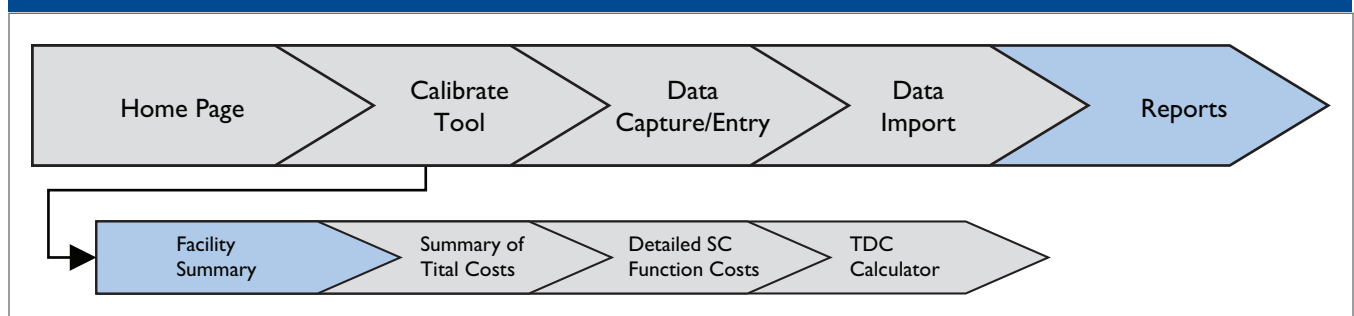 Home Page
Calibrate
Tool
Data
Capture/Entry
Data
Import
Reports
Facility
Summary
Summary of
Tital Costs
Detailed SC
Function Costs
TDC
Calculator